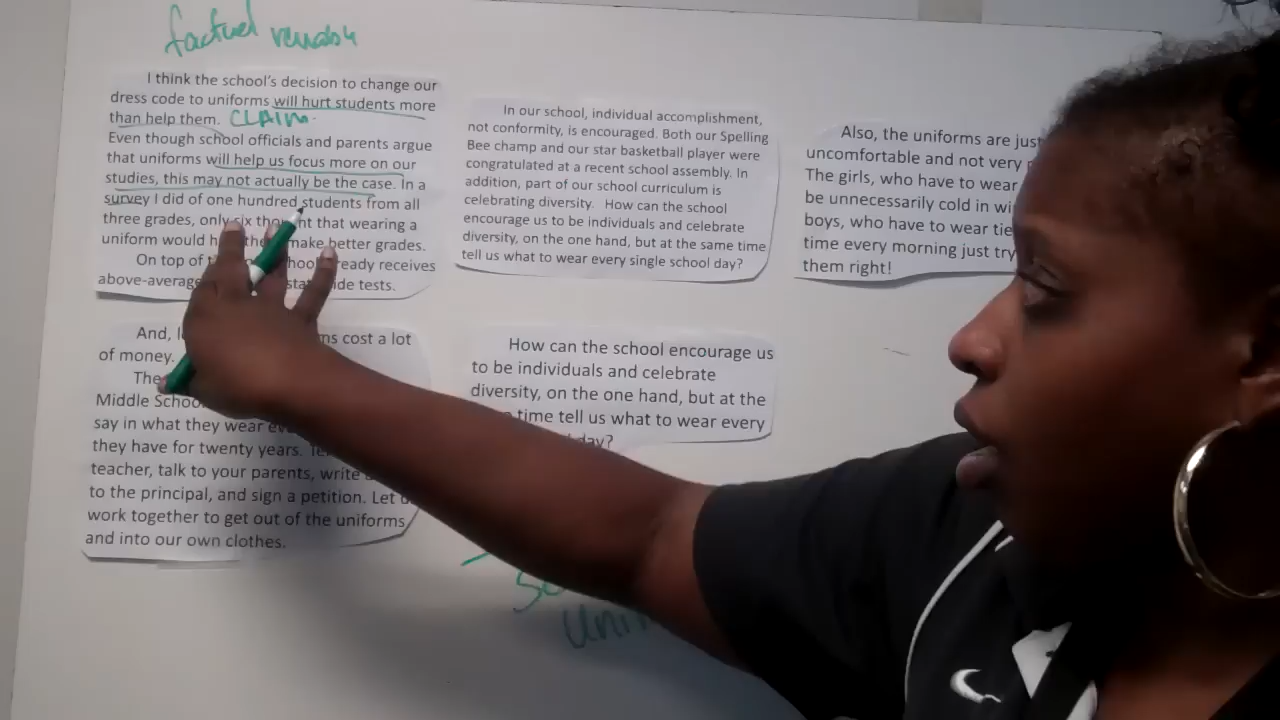 factuel
I think the school's decision to change our
dress code to uniforms will hurt students more
than help them. CLAIM.
Even though school officials and parents argue
that uniforms will help us focus more on our
studies, this may not actually be the case. In a
survey I did of one hundred students from all
three grades, only six that wearing a
uniform would make better grades.
On top of receives
above-average tests.
And, cost a lot
of money.
The
Middle
say in what they wear
they have for twenty years.
teacher, talk to your parents, write
to the principal, and sign a petition. Let
work together to get out of the uniforms
and into our own clothes.
In our school, individual accomplishment,
not conformity, is encouraged. Both our Spelling
Bee champ and our star basketball player were
congratulated at a recent school assembly. In
addition, part of our school curriculum is
celebrating diversity. How can the school
encourage us to be individuals and celebrate
diversity, on the one hand, but at the same time
tell us what to wear every single school day?
How can the school encourage us
to be individuals and celebrate
diversity, on the one hand, but at the
time tell us what to wear every
day?
Also, the uniforms are just
uncomfortable and not very
The girls, who have to wear
be unnecessarily cold in
boys, who have to wear
time every morning just
them right!